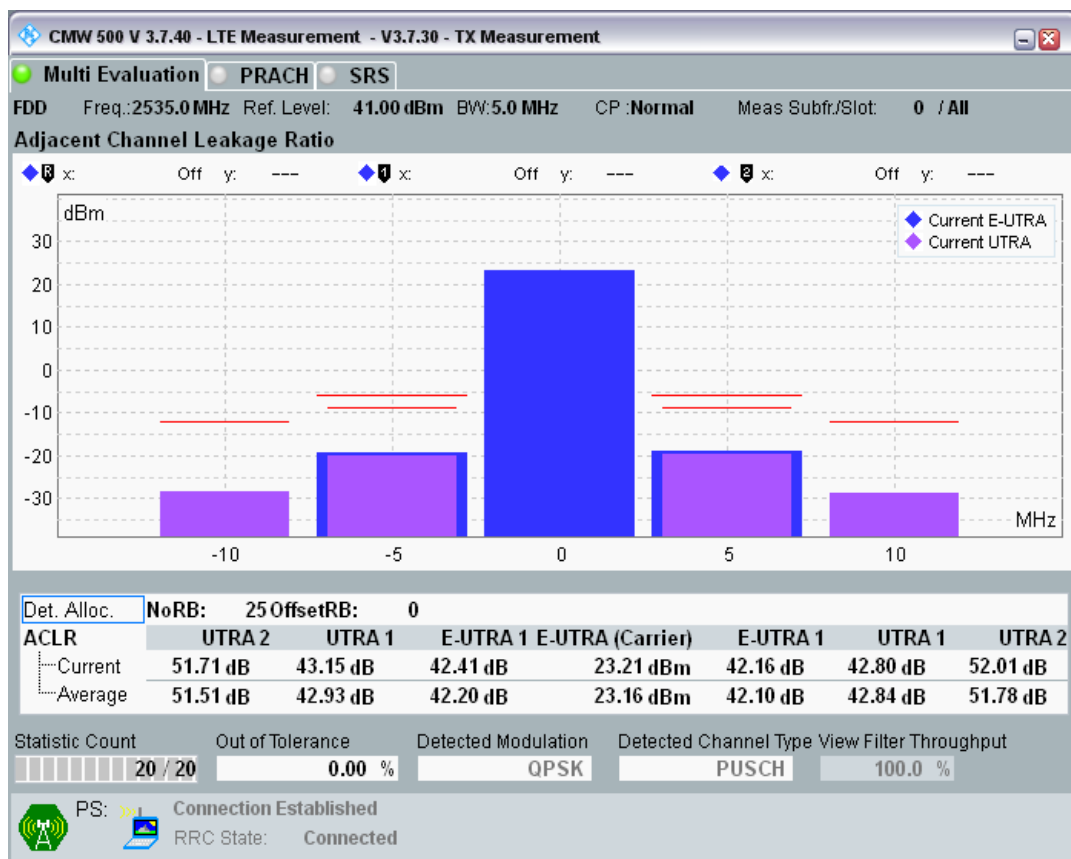 CMW 500 V 3.7.40 - LTE Measurement - V3.7.30 - TX Measurement
Multi Evaluation PRACH SRS
FDD Freq.:2535.0 MHz Ref. Level: 41.00 dBm BW:5.0 MHz CP :Normal Meas Subfr./Slot: 0 / All
Adjacent Channel Leakage Ratio
R x: Off y: --- 1 x: Off y: --- 2 x: Off y: ---
dBm
Current E-UTRA
Current UTRA
30
20
10
0
-10
-20
-30
MHz
-10 -5 0 5 10
Det. Alloc. NoRB: 25 OffsetRB: 0
ACLR UTRA 2 UTRA 1 E-UTRA 1 E-UTRA (Carrier) E-UTRA 1 UTRA 1 UTRA 2
Current 51.71 dB 43.15 dB 42.41 dB 23.21 dBm 42.16 dB 42.80 dB 52.01 dB
Average 51.51 dB 42.93 dB 42.20 dB 23.16 dBm 42.10 dB 42.84 dB 51.78 dB
Statistic Count Out of Tolerance Detected Modulation Detected Channel Type View Filter Throughput
20 / 20 0.00 % QPSK PUSCH 100.0 %
PS: Connection Established
RRC State: Connected